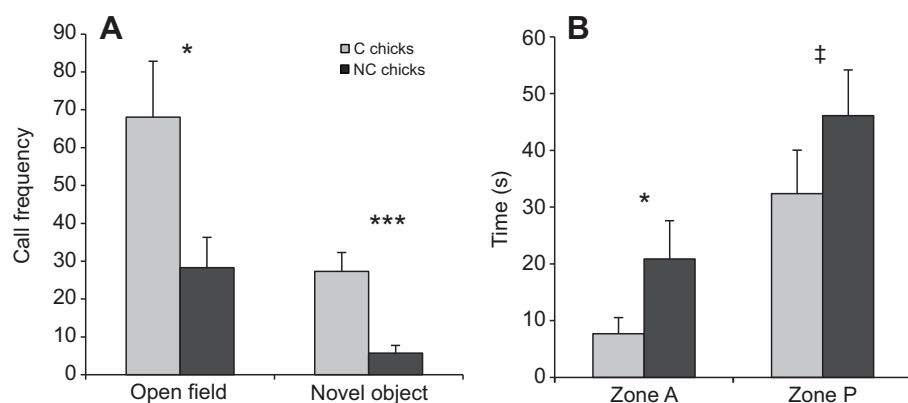 A
Call frequency
90
80
70
60
50
40
30
20
10
0
*
***
C chicks
NC chicks
Open field
Novel object
B
Time (s)
60
50
40
30
20
10
0
*
‡
Zone A
Zone P